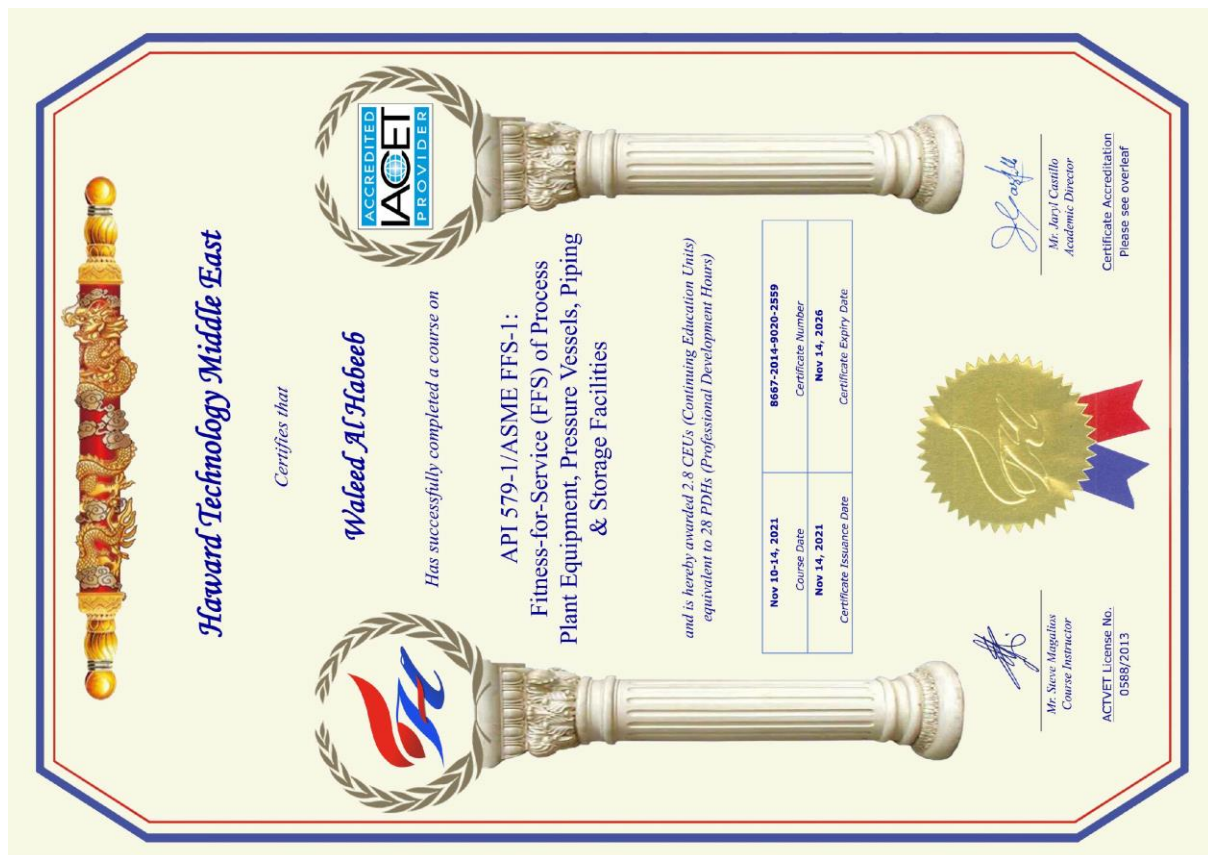 Haward Technology Middle East
Certifies that
Waleed Al Habeeb
Has successfully completed a course on
ACCREDITED
IACET
PROVIDER
API 579-1/ASME FFS-1:
Fitness-for-Service (FFS) of Process
Plant Equipment, Pressure Vessels, Piping
& Storage Facilities
and is hereby awarded 2.8 CEUs (Continuing Education Units)
equivalent to 28 PDHs (Professional Development Hours)
Nov 10-14, 2021
8667-2014-9020-2559
Course Date
Certificate Number
Nov 14, 2021
Nov 14, 2026
Certificate Issuance Date
Certificate Expiry Date
Mr. Steve Magalios
Course Instructor
ACTVET License No.
0588/2013
Mr. Jaryl Castillo
Academic Director
Certificate Accreditation
Please see overleaf